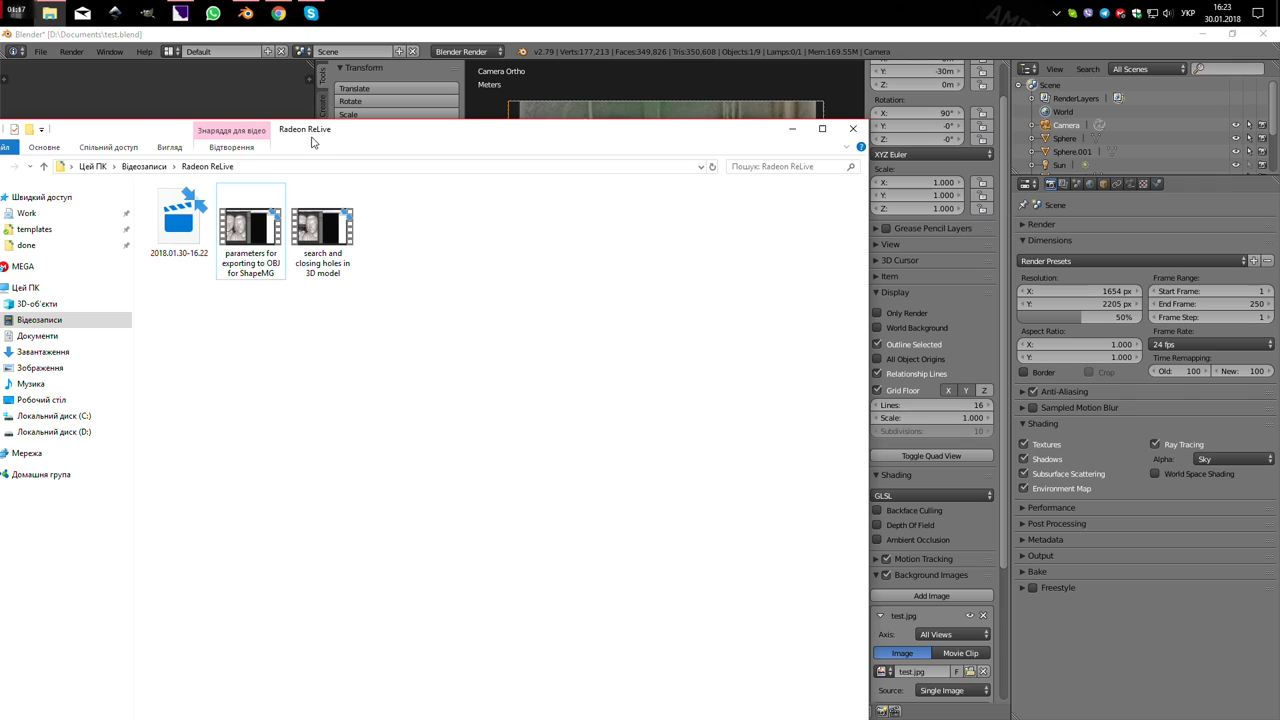 01:17
УКР
16:23
30.01.2018
Blender* [D:\Documents\test.blend]
File Render Window Help Default Scene Blender Render v2.79 | Verts:177,213 | Faces:349,826 | Tris:350,608 | Objects:1/9 | Lamps:0/1 | Mem:169.55M | Camera
Tools
Create
Transform
Translate
Rotate
Scale
Camera Ortho
Meters
Знаряддя для відео Radeon ReLive
йл Основне Спільний доступ Вигляд Відтворення
Цей ПК Відеозаписи Radeon ReLive Пошук: Radeon ReLive
Швидкий доступ
Work
templates
done
MEGA
Цей ПК
3D-об'єкти
Відеозаписи
Документи
Завантаження
Зображення
Музика
Робочий стіл
Локальний диск (C:)
Локальний диск (D:)
Мережа
Домашня група
2018.01.30-16.22
parameters for
exporting to OBJ
for ShapeMG
search and
closing holes in
3D model
Y: -30m
Z: 0m
Rotation:
X: 90°
Y: -0°
Z: -0°
XYZ Euler
Scale:
X: 1.000
Y: 1.000
Z: 1.000
Grease Pencil Layers
View
3D Cursor
Item
Display
Only Render
World Background
Outline Selected
All Object Origins
Relationship Lines
Grid Floor X Y Z
Lines: 16
Scale: 1.000
Subdivisions: 10
Toggle Quad View
Shading
GLSL
Backface Culling
Depth Of Field
Ambient Occlusion
Motion Tracking
Background Images
Add Image
test.jpg
Axis: All Views
Image Movie Clip
test.jpg F
Source: Single Image
View Search All Scenes
Scene
RenderLayers
World
Camera
Sphere
Sphere.001
Sun
Scene
Render
Dimensions
Render Presets
Resolution: Frame Range:
X: 1654 px Start Frame: 1
Y: 2205 px End Frame: 250
50% Frame Step: 1
Aspect Ratio: Frame Rate:
X: 1.000 24 fps
Y: 1.000 Time Remapping:
Border Crop Old: 100 New: 100
Anti-Aliasing
Sampled Motion Blur
Shading
Textures Ray Tracing
Shadows Alpha: Sky
Subsurface Scattering World Space Shading
Environment Map
Performance
Post Processing
Metadata
Output
Bake
Freestyle